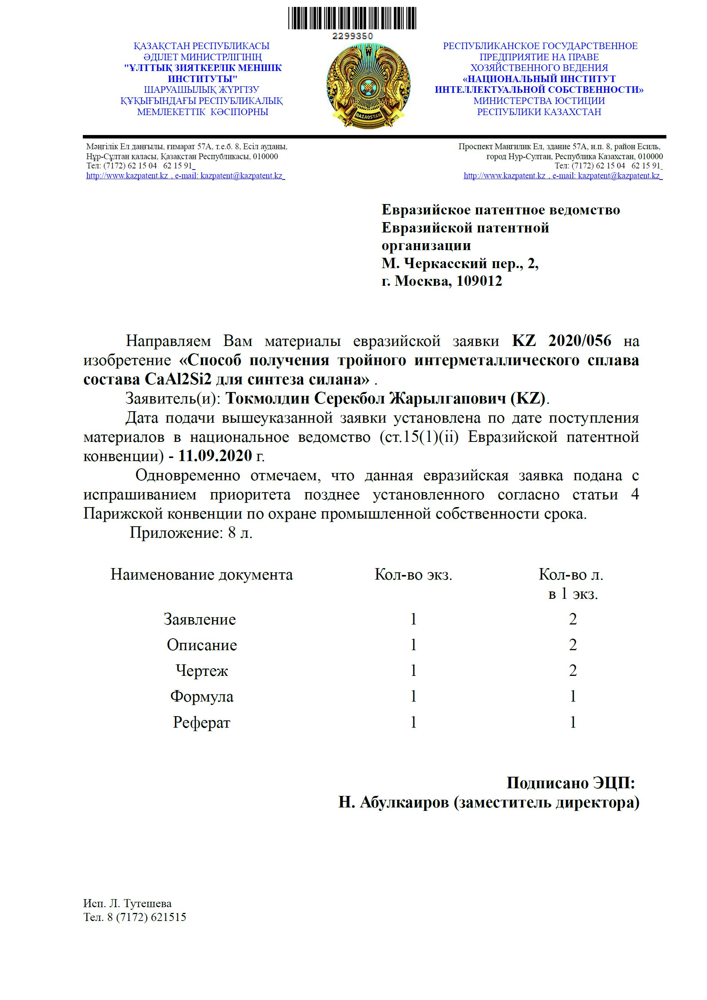 2299350
ҚАЗАҚСТАН РЕСПУБЛИКАСЫ
ӘДІЛЕТ МИНИСТРЛІГІНІҢ
"ҰЛТТЫҚ ЗИЯТКЕРЛІК МЕНШІК
ИНСТИТУТЫ"
ШАРУАШЫЛЫҚ ЖҮРГІЗУ
ҚҰҚЫҒЫНДАҒЫ РЕСПУБЛИКАЛЫҚ
МЕМЛЕКЕТТІК КӘСІПОРНЫ
QAZAQSTAN
РЕСПУБЛИКАНСКОЕ ГОСУДАРСТВЕННОЕ
ПРЕДПРИЯТИЕ НА ПРАВЕ
ХОЗЯЙСТВЕННОГО ВЕДЕНИЯ
«НАЦИОНАЛЬНЫЙ ИНСТИТУТ
ИНТЕЛЛЕКТУАЛЬНОЙ СОБСТВЕННОСТИ»
МИНИСТЕРСТВА ЮСТИЦИИ
РЕСПУБЛИКИ КАЗАХСТАН
Мәңгілік Ел даңғылы, ғимарат 57А, т.е.б. 8, Есіл ауданы,
Нұр-Сұлтан қаласы, Қазақстан Республикасы, 010000
Тел: (7172) 62 15 04 62 15 91
http://www.kazpatent.kz , e-mail: kazpatent@kazpatent.kz
Проспект Мангилик Ел, здание 57А, н.п. 8, район Есиль,
город Нур-Султан, Республика Казахстан, 010000
Тел: (7172) 62 15 04 62 15 91
http://www.kazpatent.kz , e-mail: kazpatent@kazpatent.kz
Евразийское патентное ведомство
Евразийской патентной
организации
М. Черкасский пер., 2,
г. Москва, 109012
Направляем Вам материалы евразийской заявки KZ 2020/056 на
изобретение «Способ получения тройного интерметаллического сплава
состава CaAl2Si2 для синтеза силана» .
Заявитель(и): Токмолдин Серекбол Жарылгапович (KZ).
Дата подачи вышеуказанной заявки установлена по дате поступления
материалов в национальное ведомство (ст.15(1)(ii) Евразийской патентной
конвенции) - 11.09.2020 г.
Одновременно отмечаем, что данная евразийская заявка подана с
испрашиванием приоритета позднее установленного согласно статьи 4
Парижской конвенции по охране промышленной собственности срока.
Приложение: 8 л.
Наименование документа Кол-во экз. Кол-во л.
в 1 экз.
Заявление 1 2
Описание 1 2
Чертеж 1 2
Формула 1 1
Реферат 1 1
Подписано ЭЦП:
Н. Абулкаиров (заместитель директора)
Исп. Л. Тутешева
Тел. 8 (7172) 621515